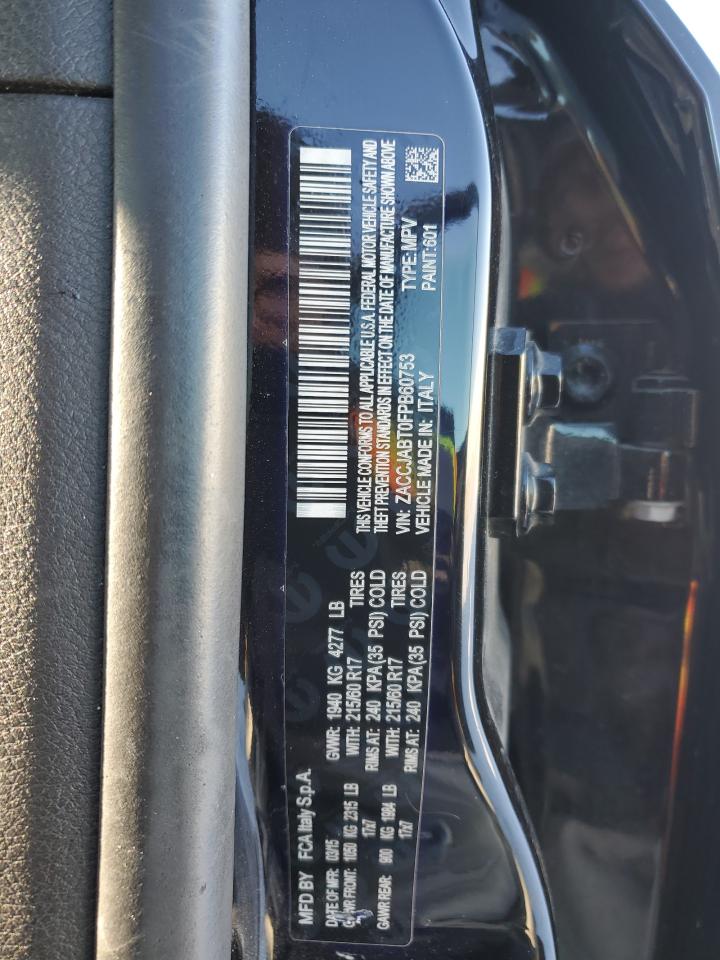 MFD BY FCA Italy S.p.A.
DATE OF MFR: 03/15 GVWR: 1940 KG 4277 LB
GAWR FRONT: 1050 KG 2315 LB WITH: 215/60 R17 TIRES
17x7 RIMS AT: 240 KPA(35 PSI) COLD
GAWR REAR: 900 KG 1984 LB WITH: 215/60 R17 TIRES
17x7 RIMS AT: 240 KPA(35 PSI) COLD
THIS VEHICLE CONFORMS TO ALL APPLICABLE U.S.A. FEDERAL MOTOR VEHICLE SAFETY AND
THEFT PREVENTION STANDARDS IN EFFECT ON THE DATE OF MANUFACTURE SHOWN ABOVE
VIN: ZACCJABT0FPB60753 TYPE: MPV
VEHICLE MADE IN: ITALY PAINT:601